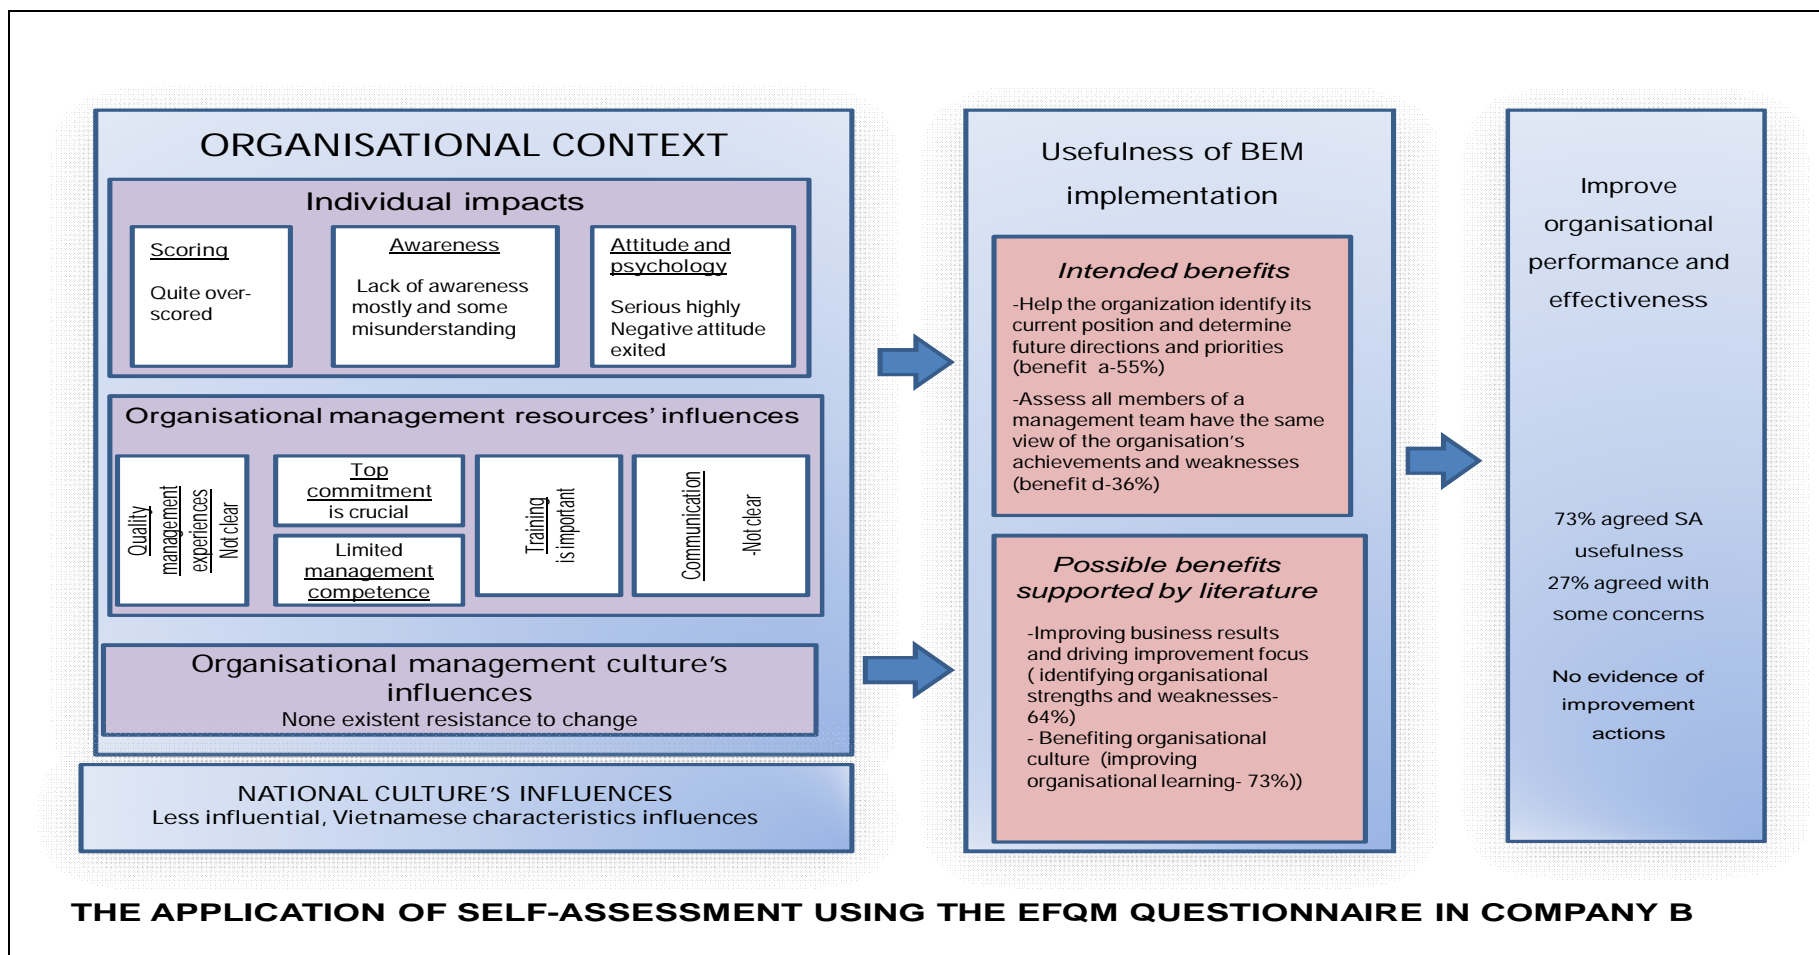 ORGANISATIONAL CONTEXT
Individual impacts
Scoring
Quite over-
scored
Awareness
Lack of awareness
mostly and some
misunderstanding
Attitude and
psychology
Serious highly
Negative attitude
exited
Organisational management resources' influences
Quality
management
experiences
Not clear
Top
commitment
is crucial
Limited
management
competence
Training
is important
Communication
-Not clear
Organisational management culture's
influences
None existent resistance to change
NATIONAL CULTURE'S INFLUENCES
Less influential, Vietnamese characteristics influences
Usefulness of BEM
implementation
Intended benefits
-Help the organization identify its
current position and determine
future directions and priorities
(benefit a-55%)
-Assess all members of a
management team have the same
view of the organisation's
achievements and weaknesses
(benefit d-36%)
Possible benefits
supported by literature
-Improving business results
and driving improvement focus
( identifying organisational
strengths and weaknesses-
64%)
- Benefiting organisational
culture (improving
organisational learning- 73%))
Improve
organisational
performance and
effectiveness
73% agreed SA
usefulness
27% agreed with
some concerns
No evidence of
improvement
actions
THE APPLICATION OF SELF-ASSESSMENT USING THE EFQM QUESTIONNAIRE IN COMPANY B